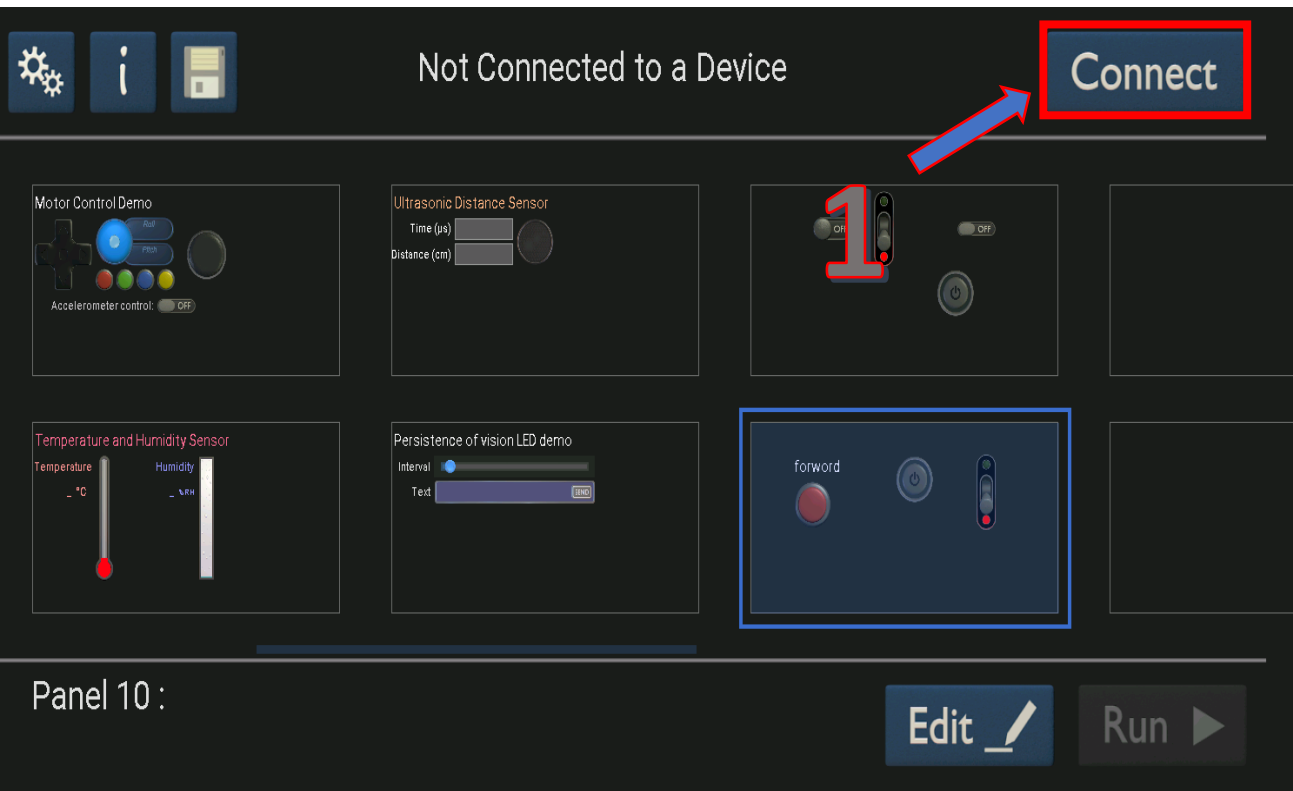 i
Not Connected to a Device
Connect
1
Motor Control Demo
Roll
Pitch
Accelerometer control: OFF
Ultrasonic Distance Sensor
Time (µs)
Distance (cm)
OFF
Temperature and Humidity Sensor
Temperature Humidity
_ °C _ %RH
Persistence of vision LED demo
Interval
Text SEND
forword
Panel 10 :
Edit
Run